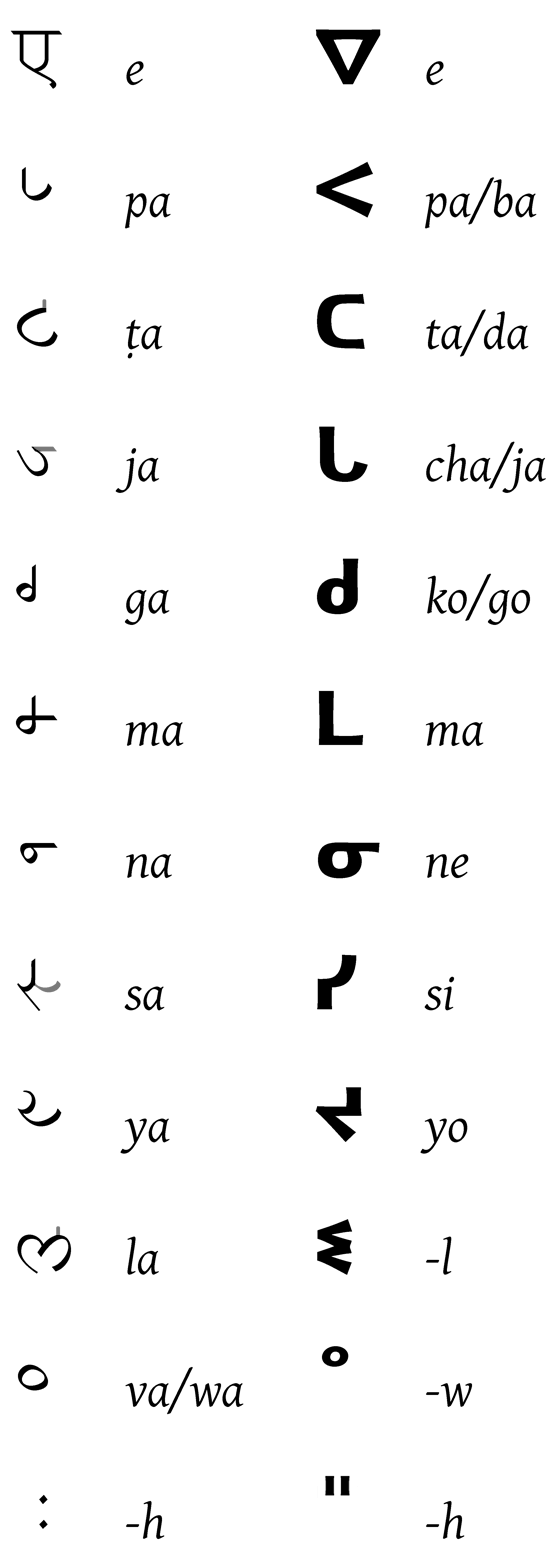 ए e ᐁ e
pa ᐸ pa/ba
ट ṭa ᑕ ta/da
ja ᒐ cha/ja
ga ᑯ ko/go
ma ᒪ ma
na ᓀ ne
sa ᓯ si
ya ᔪ yo
la ᓬ -l
va/wa ᐤ -w
ः -h ᐦ -h